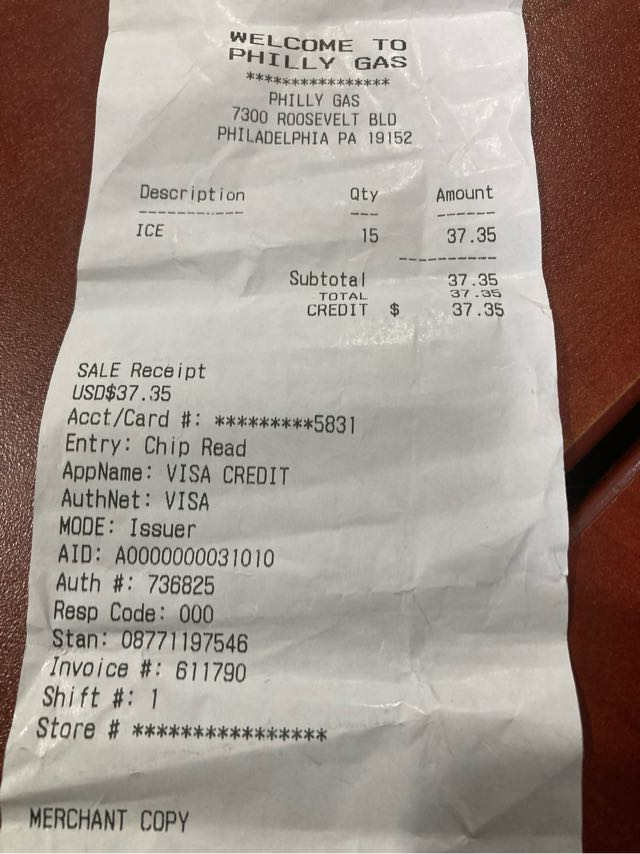 WELCOME TO
PHILLY GAS
****************
PHILLY GAS
7300 ROOSEVELT BLD
PHILADELPHIA PA 19152
Description Qty Amount
----------- --- ------
ICE 15 37.35
----------
Subtotal 37.35
TOTAL 37.35
CREDIT $ 37.35
SALE Receipt
USD$37.35
Acct/Card #: *********5831
Entry: Chip Read
AppName: VISA CREDIT
AuthNet: VISA
MODE: Issuer
AID: A0000000031010
Auth #: 736825
Resp Code: 000
Stan: 08771197546
Invoice #: 611790
Shift #: 1
Store # ****************
MERCHANT COPY